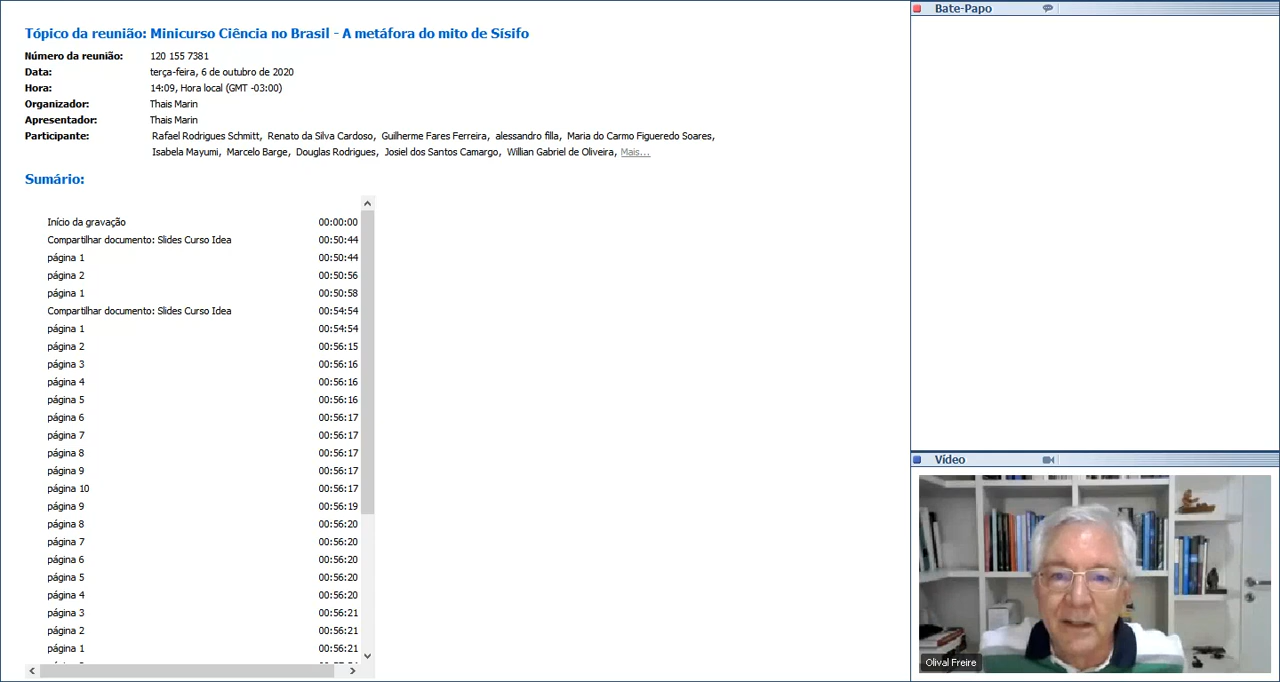 Tópico da reunião: Minicurso Ciência no Brasil - A metáfora do mito de Sísifo
Número da reunião: 120 155 7381
Data: terça-feira, 6 de outubro de 2020
Hora: 14:09, Hora local (GMT -03:00)
Organizador: Thais Marin
Apresentador: Thais Marin
Participante: Rafael Rodrigues Schmitt, Renato da Silva Cardoso, Guilherme Fares Ferreira, alessandro filla, Maria do Carmo Figueredo Soares,
Isabela Mayumi, Marcelo Barge, Douglas Rodrigues, Josiel dos Santos Camargo, Willian Gabriel de Oliveira, Mais...
Sumário:
Início da gravação 00:00:00
Compartilhar documento: Slides Curso Idea 00:50:44
página 1 00:50:44
página 2 00:50:56
página 1 00:50:58
Compartilhar documento: Slides Curso Idea 00:54:54
página 1 00:54:54
página 2 00:56:15
página 3 00:56:16
página 4 00:56:16
página 5 00:56:16
página 6 00:56:17
página 7 00:56:17
página 8 00:56:17
página 9 00:56:17
página 10 00:56:17
página 9 00:56:19
página 8 00:56:20
página 7 00:56:20
página 6 00:56:20
página 5 00:56:20
página 4 00:56:20
página 3 00:56:21
página 2 00:56:21
página 1 00:56:21
Bate-Papo
Vídeo
Olival Freire